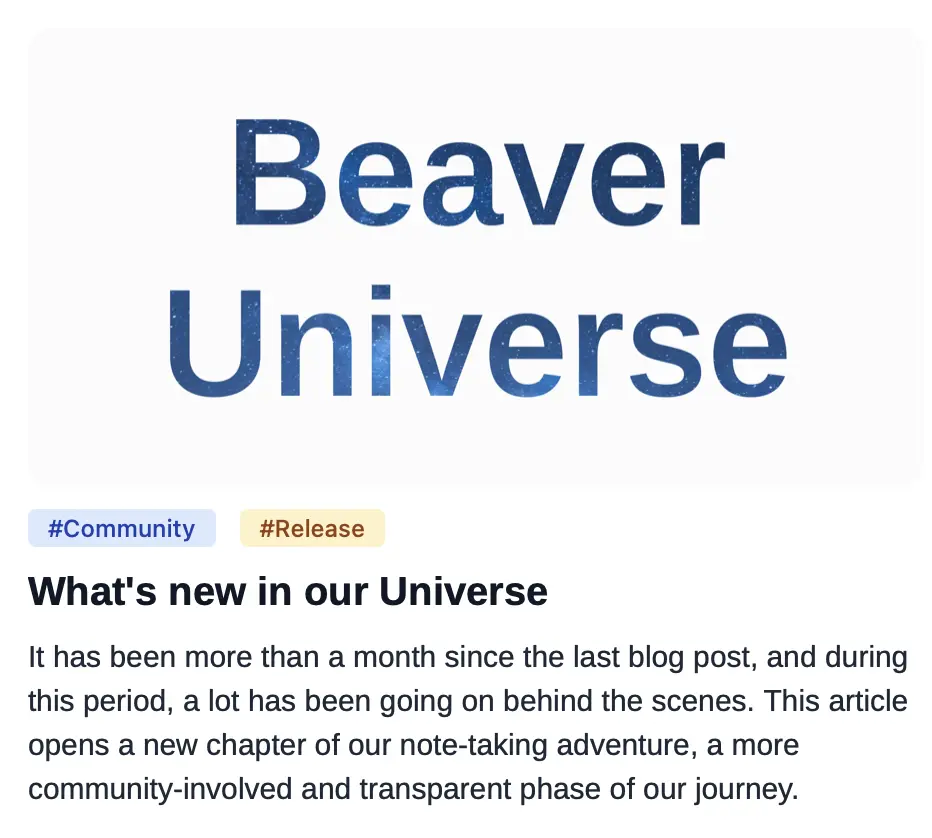 Beaver
Universe
#Community #Release
What's new in our Universe
It has been more than a month since the last blog post, and during
this period, a lot has been going on behind the scenes. This article
opens a new chapter of our note-taking adventure, a more
community-involved and transparent phase of our journey.